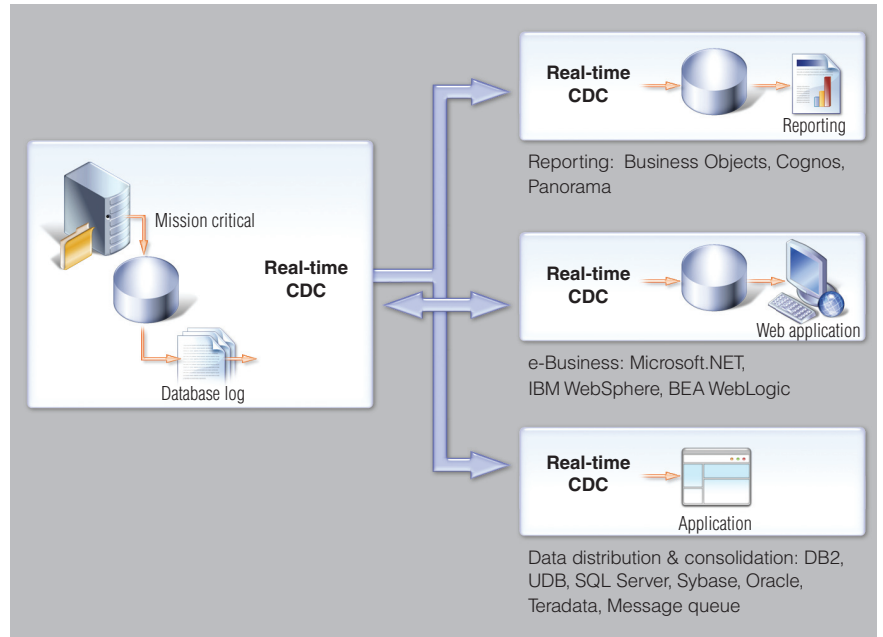 Mission critical
Real-time
CDC
Database log
Real-time
CDC
Reporting
Reporting: Business Objects, Cognos,
Panorama
Real-time
CDC
Web application
e-Business: Microsoft.NET,
IBM WebSphere, BEA WebLogic
Real-time
CDC
Application
Data distribution & consolidation: DB2,
UDB, SQL Server, Sybase, Oracle,
Teradata, Message queue